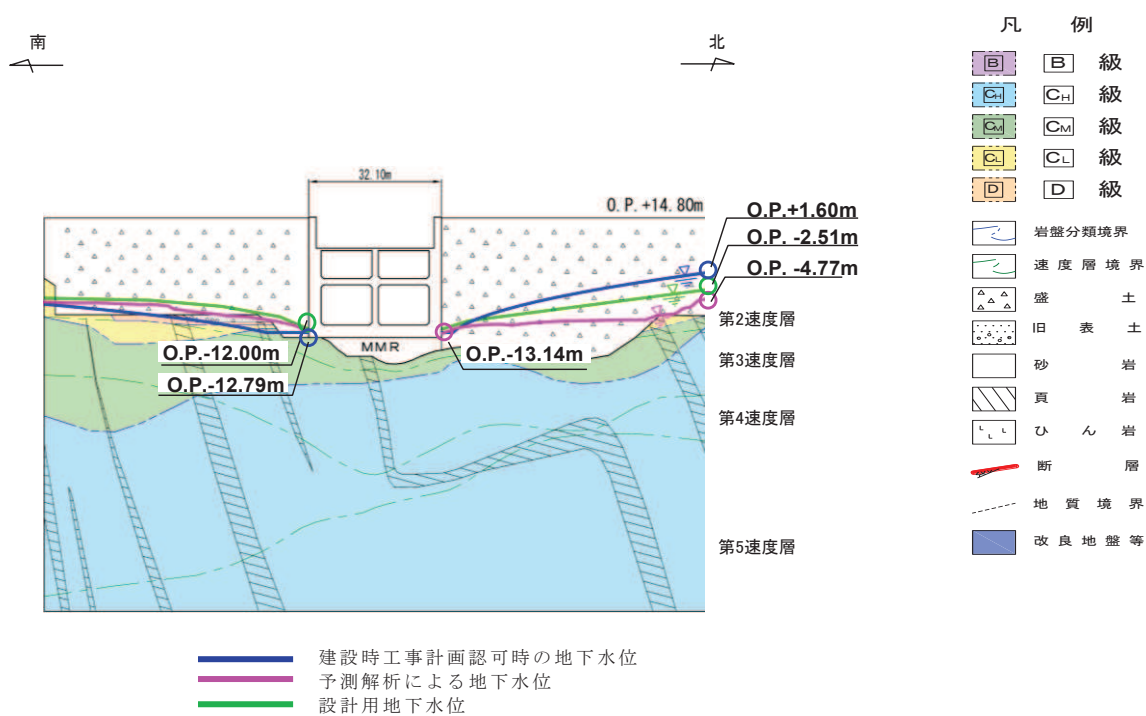 南
北
32.10m
O.P.+14.80m
O.P.+1.60m
O.P. -2.51m
O.P. -4.77m
O.P.-12.00m
O.P.-12.79m
MMR
O.P.-13.14m
第2速度層
第3速度層
第4速度層
第5速度層
凡 例
B B 級
CH CH 級
CM CM 級
CL CL 級
D D 級
岩盤分類境界
速度層境界
盛土
旧表土
砂岩
頁岩
ひん岩
断層
地質境界
改良地盤等
建設時工事計画認可時の地下水位
予測解析による地下水位
設計用地下水位